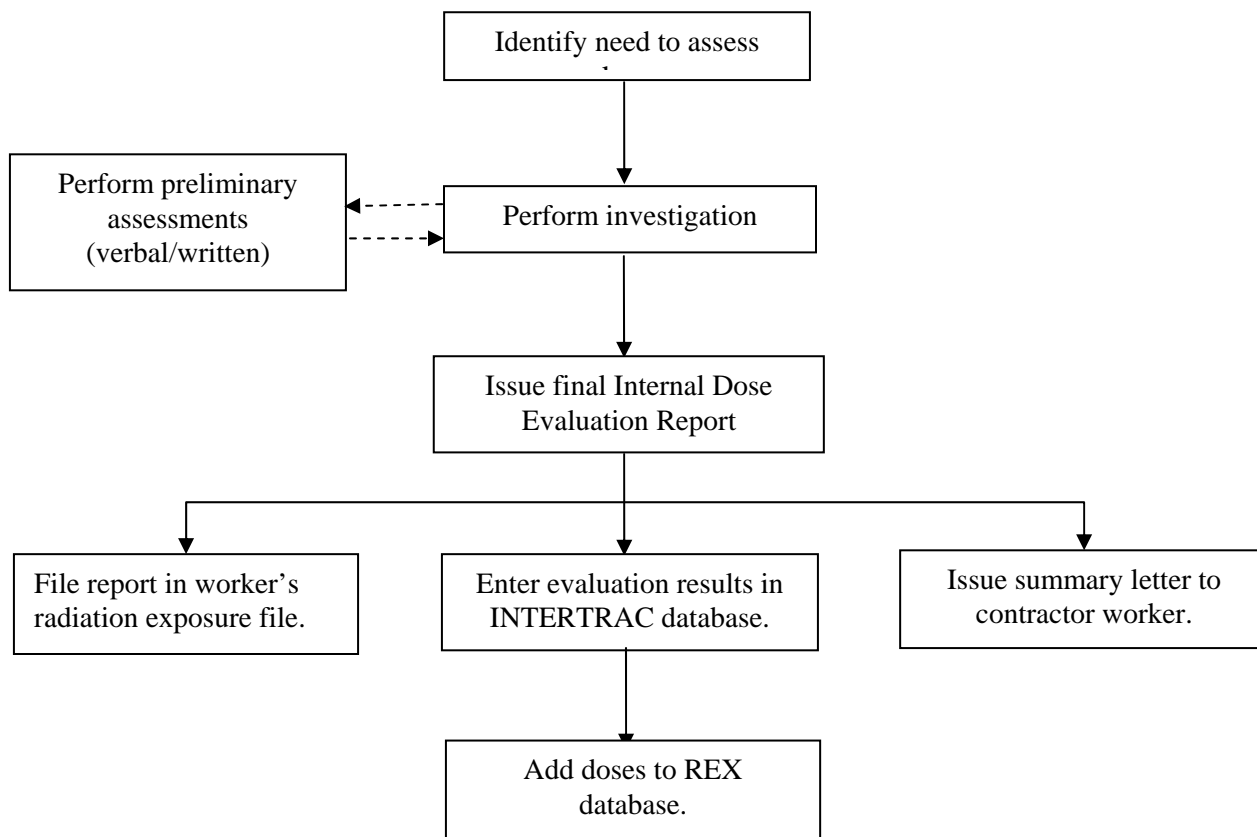 Identify need to assess
Perform preliminary
assessments
(verbal/written)
Perform investigation
Issue final Internal Dose
Evaluation Report
File report in worker’s
radiation exposure file.
Enter evaluation results in
INTERTRAC database.
Issue summary letter to
contractor worker.
Add doses to REX
database.